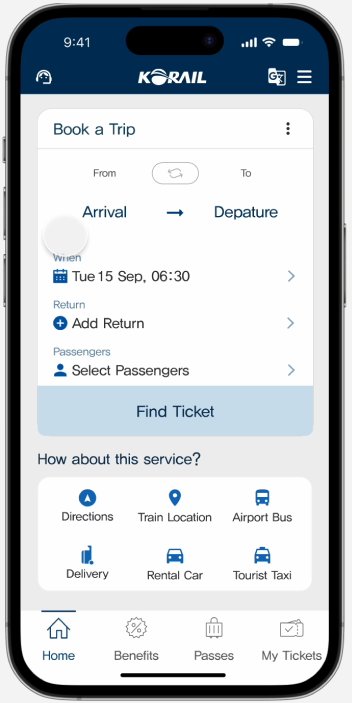 9:41
KORAIL
Book a Trip
From To
Arrival → Depature
When
Tue 15 Sep, 06:30
Return
Add Return
Passengers
Select Passengers
Find Ticket
How about this service?
Directions Train Location Airport Bus
Delivery Rental Car Tourist Taxi
Home Benefits Passes My Tickets